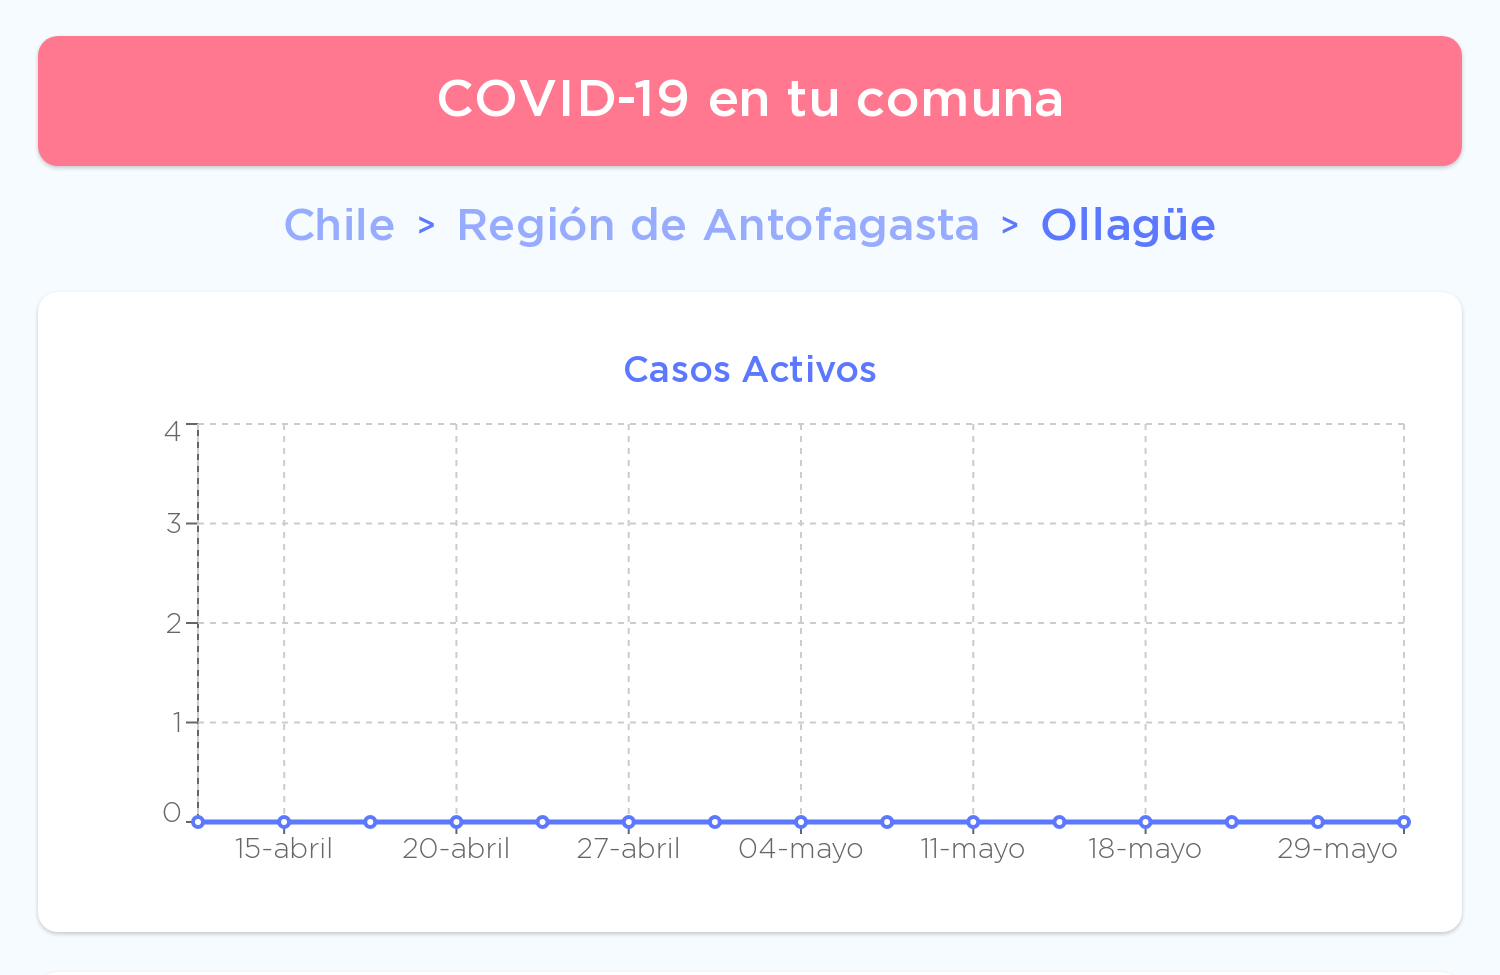 COVID-19 en tu comuna
Chile > Región de Antofagasta > Ollagüe
Casos Activos
4
3
2
1
0
15-abril 20-abril 27-abril 04-mayo 11-mayo 18-mayo 29-mayo